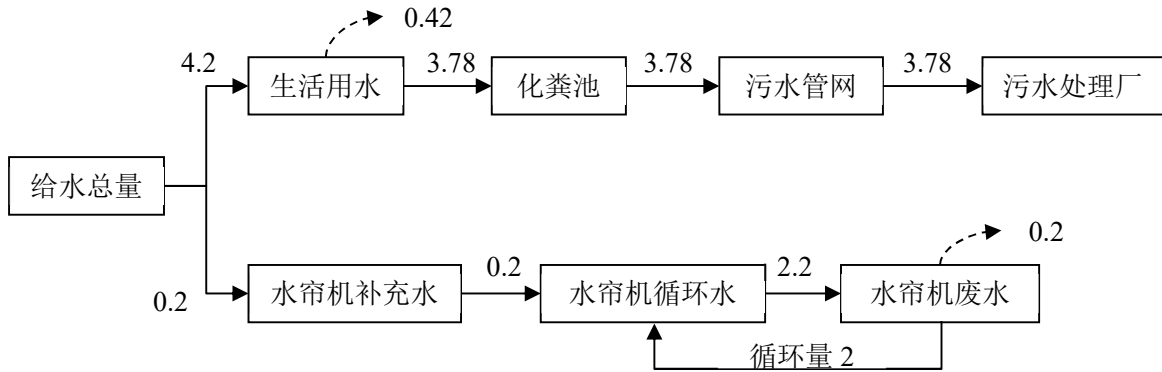 0.42
4.2
生活用水
3.78
化粪池
3.78
污水管网
3.78
污水处理厂
给水总量
0.2
水帘机补充水
0.2
水帘机循环水
2.2
水帘机废水
0.2
循环量 2